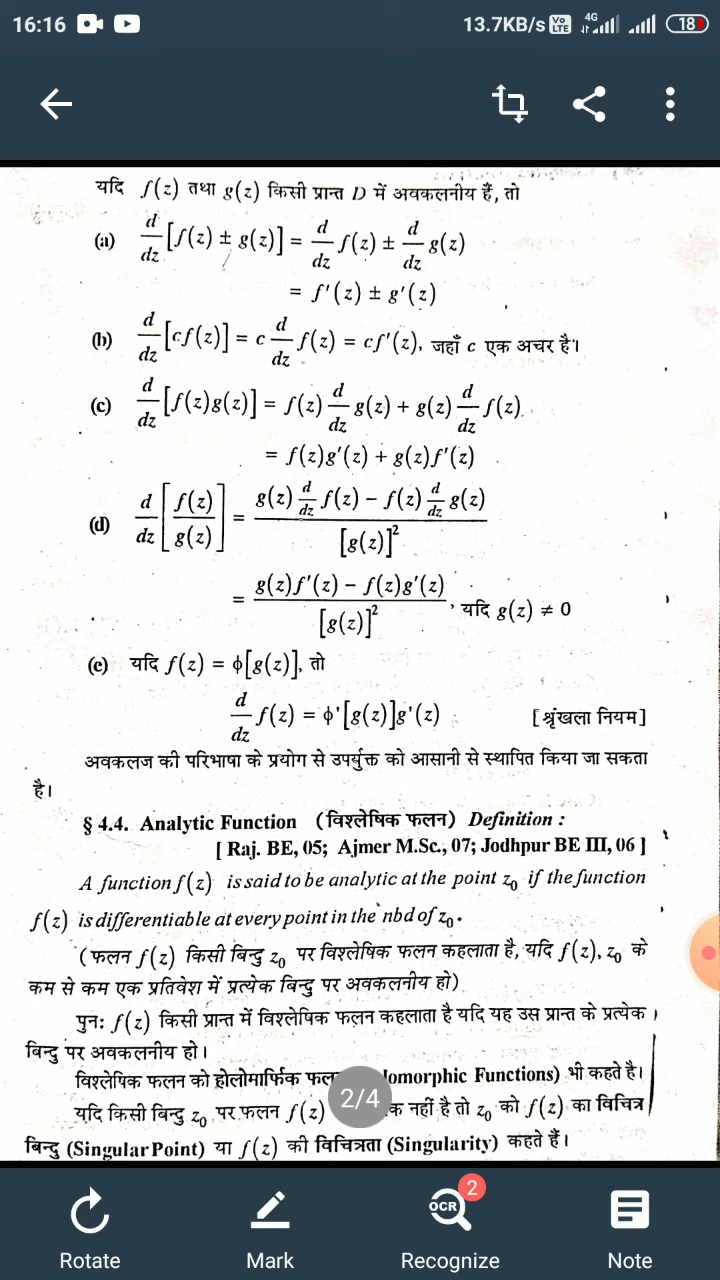 16:16 13.7KB/s Vo LTE 4G 18
यदि f(z) तथा g(z) किसी प्रान्त D में अवकलनीय हैं, तो
(a) d/dz [f(z) ± g(z)] = d/dz f(z) ± d/dz g(z)
= f'(z) ± g'(z)
(b) d/dz [cf(z)] = c d/dz f(z) = cf'(z), जहाँ c एक अचर है।
(c) d/dz [f(z)g(z)] = f(z) d/dz g(z) + g(z) d/dz f(z).
= f(z)g'(z) + g(z)f'(z)
(d) d/dz [f(z)/g(z)] = (g(z) d/dz f(z) − f(z) d/dz g(z)) / [g(z)]²
= (g(z)f'(z) − f(z)g'(z)) / [g(z)]², यदि g(z) ≠ 0
(e) यदि f(z) = ϕ[g(z)], तो
d/dz f(z) = ϕ'[g(z)]g'(z) [श्रृंखला नियम]
अवकलज की परिभाषा के प्रयोग से उपर्युक्त को आसानी से स्थापित किया जा सकता
है।
§ 4.4. Analytic Function (विश्लेषिक फलन) Definition :
[ Raj. BE, 05; Ajmer M.Sc., 07; Jodhpur BE III, 06 ]
A function f(z) is said to be analytic at the point z₀ if the function
f(z) is differentiable at every point in the nbd of z₀.
(फलन f(z) किसी बिन्दु z₀ पर विश्लेषिक फलन कहलाता है, यदि f(z), z₀ के
कम से कम एक प्रतिवेश में प्रत्येक बिन्दु पर अवकलनीय हो)
पुनः f(z) किसी प्रान्त में विश्लेषिक फलन कहलाता है यदि यह उस प्रान्त के प्रत्येक
बिन्दु पर अवकलनीय हो।
विश्लेषिक फलन को होलोमार्फिक फल lomorphic Functions) भी कहते है।
यदि किसी बिन्दु z₀ पर फलन f(z) क नहीं है तो z₀ को f(z) का विचित्र
2/4
बिन्दु (Singular Point) या f(z) की विचित्रता (Singularity) कहते हैं।
OCR 2
Rotate Mark Recognize Note